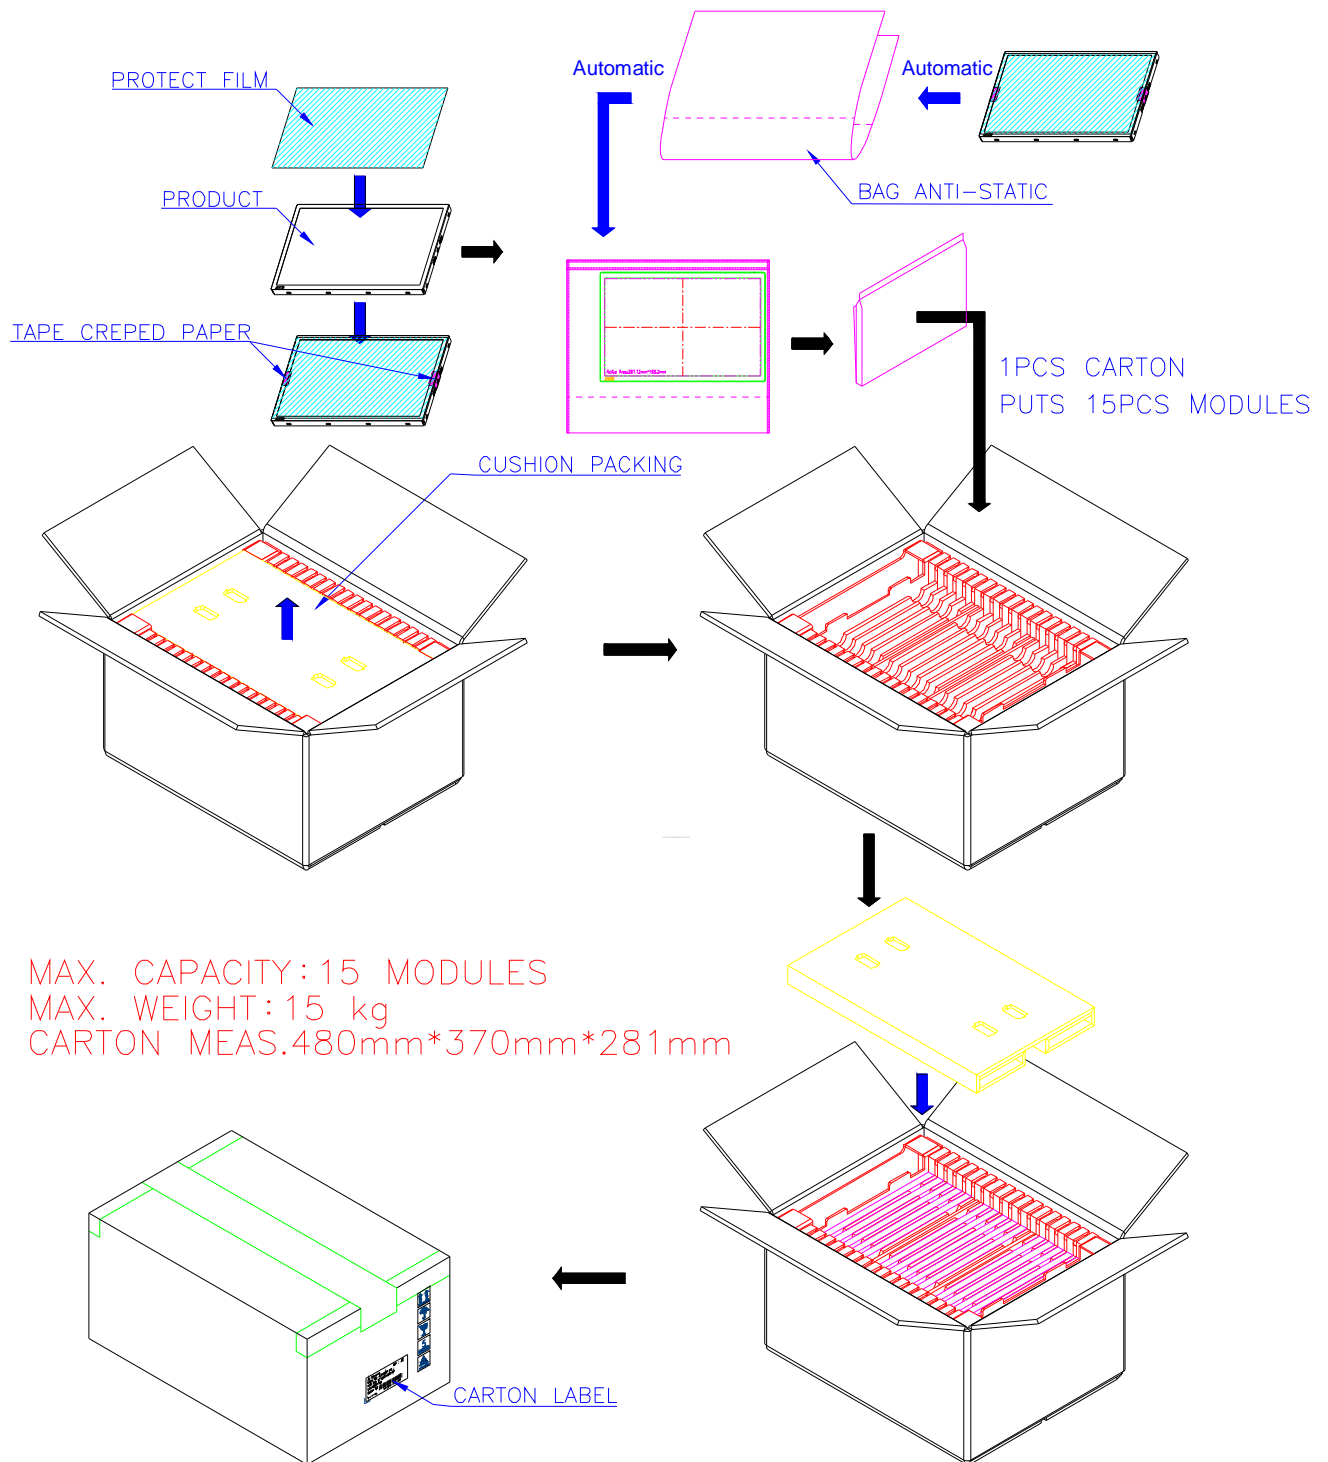 PROTECT FILM
Automatic
Automatic
PRODUCT
BAG ANTI-STATIC
TAPE CREPED PAPER
1PCS CARTON
PUTS 15PCS MODULES
CUSHION PACKING
MAX. CAPACITY:15 MODULES
MAX. WEIGHT:15 kg
CARTON MEAS.480mm*370mm*281mm
CARTON LABEL